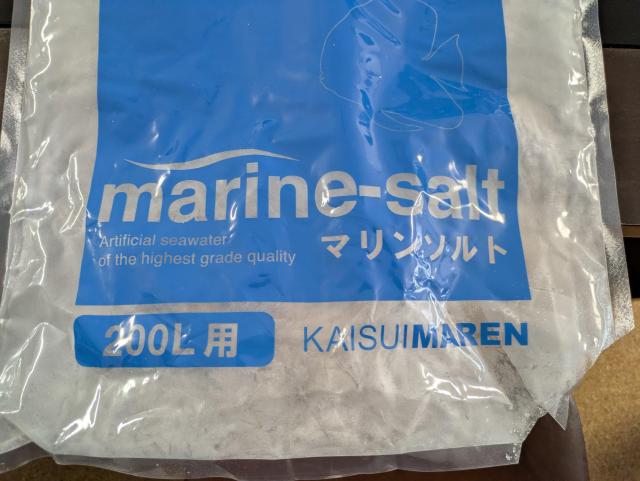 marine-salt
Artificial seawater
of the highest grade quality
マリンソルト
200L用
KAISUIMAREN